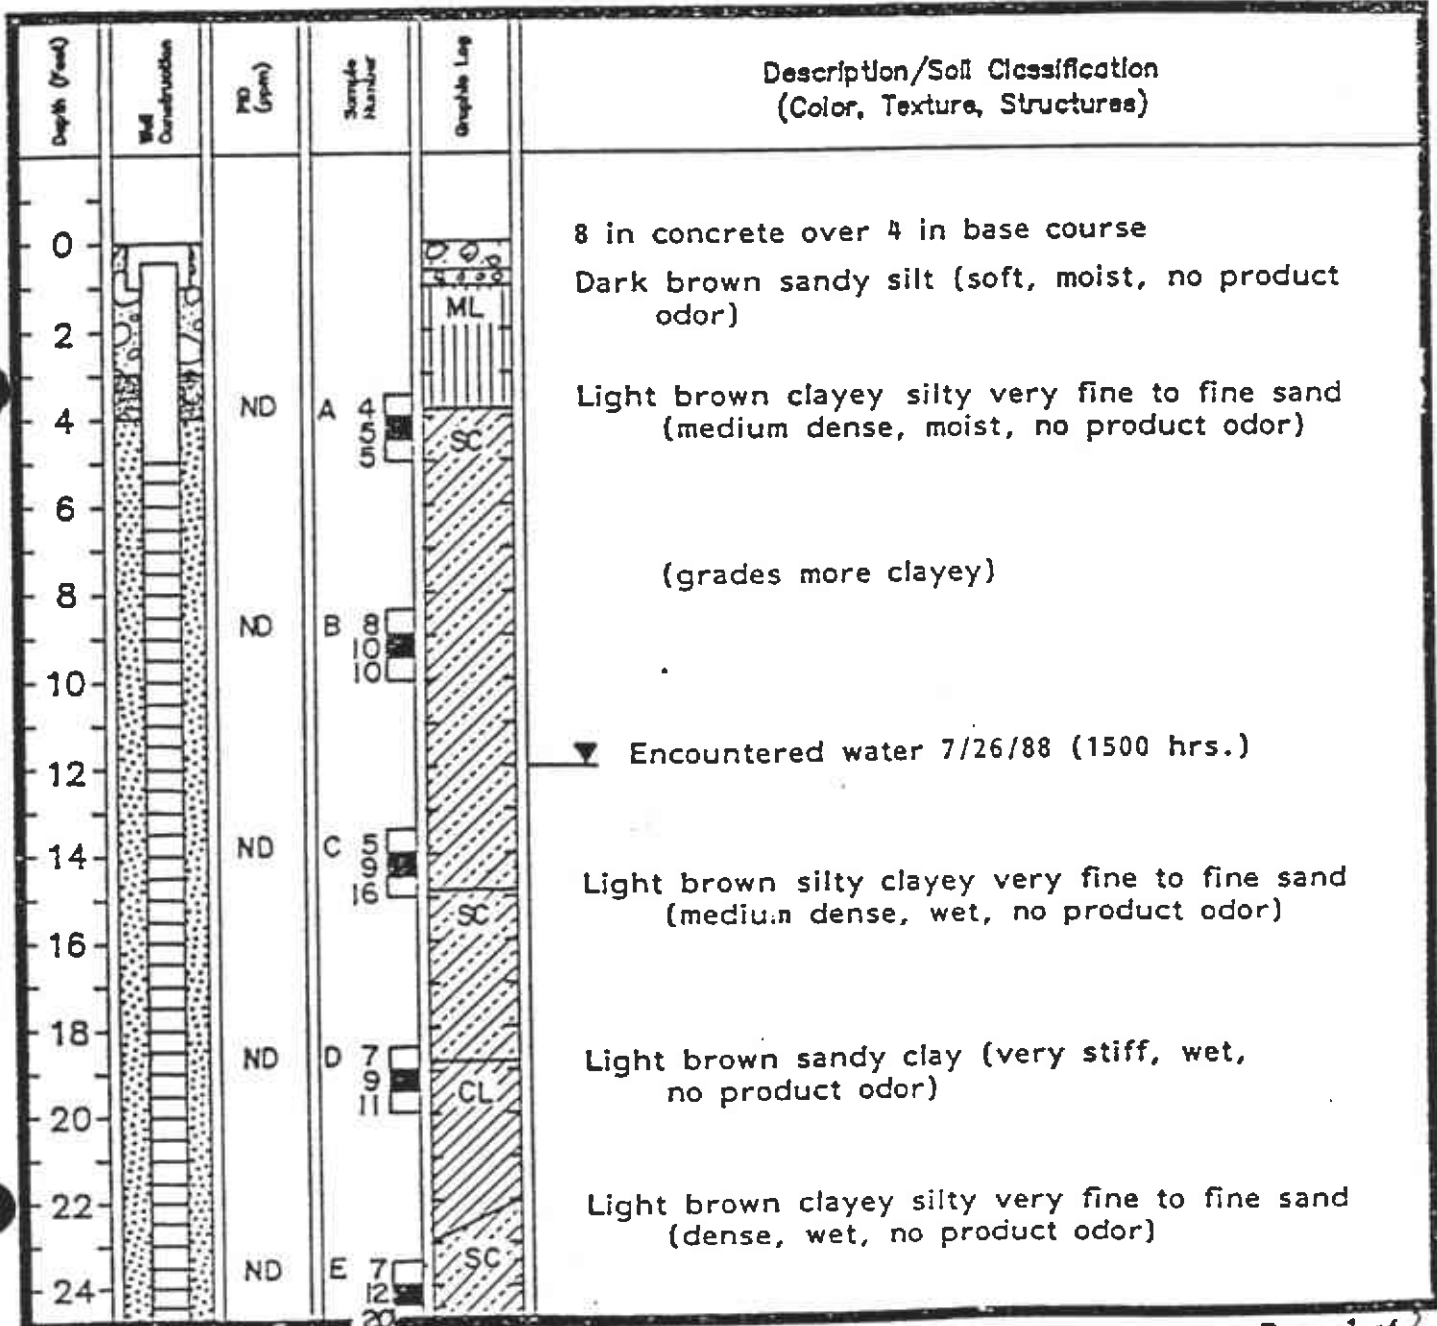 Depth (Feet)
Well Construction
PID (ppm)
Sample Number
Graphic Log
Description/Soil Classification
(Color, Texture, Structures)
0
2
4
6
8
10
12
14
16
18
20
22
24
ND
A
4
5
5
ND
B
8
10
10
ND
C
5
9
16
ND
D
7
9
11
ND
E
7
12
20
ML
SC
SC
CL
SC
8 in concrete over 4 in base course
Dark brown sandy silt (soft, moist, no product
odor)
Light brown clayey silty very fine to fine sand
(medium dense, moist, no product odor)
(grades more clayey)
Encountered water 7/26/88 (1500 hrs.)
Light brown silty clayey very fine to fine sand
(medium dense, wet, no product odor)
Light brown sandy clay (very stiff, wet,
no product odor)
Light brown clayey silty very fine to fine sand
(dense, wet, no product odor)